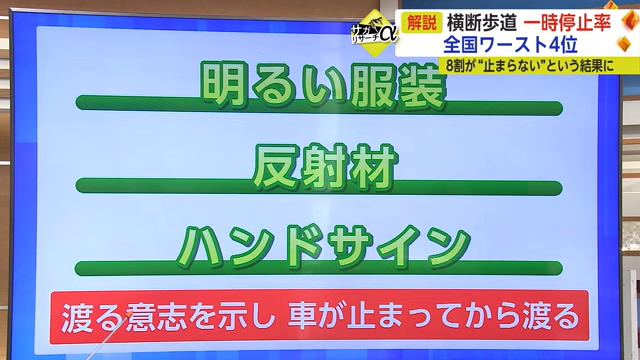 サタ
リサーチα
解説 横断歩道 一時停止率
全国ワースト4位
8割が“止まらない”という結果に
明るい服装
反射材
ハンドサイン
渡る意志を示し 車が止まってから渡る